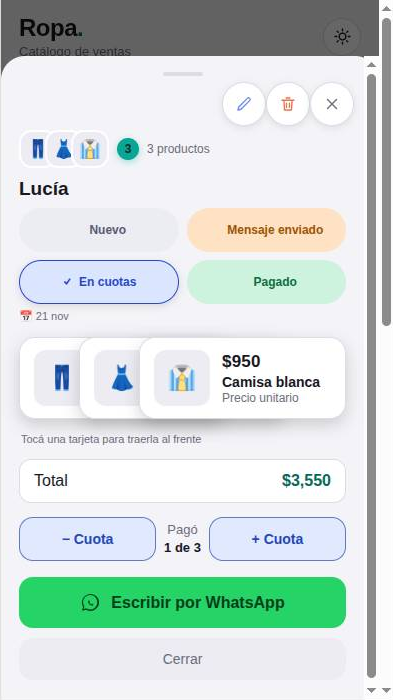 Ropa.
Catálogo de ventas
3
3 productos
Lucía
Nuevo
Mensaje enviado
En cuotas
Pagado
21 nov
$950
Camisa blanca
Precio unitario
Tocá una tarjeta para traerla al frente
Total
$3,550
− Cuota
Pagó
1 de 3
+ Cuota
Escribir por WhatsApp
Cerrar